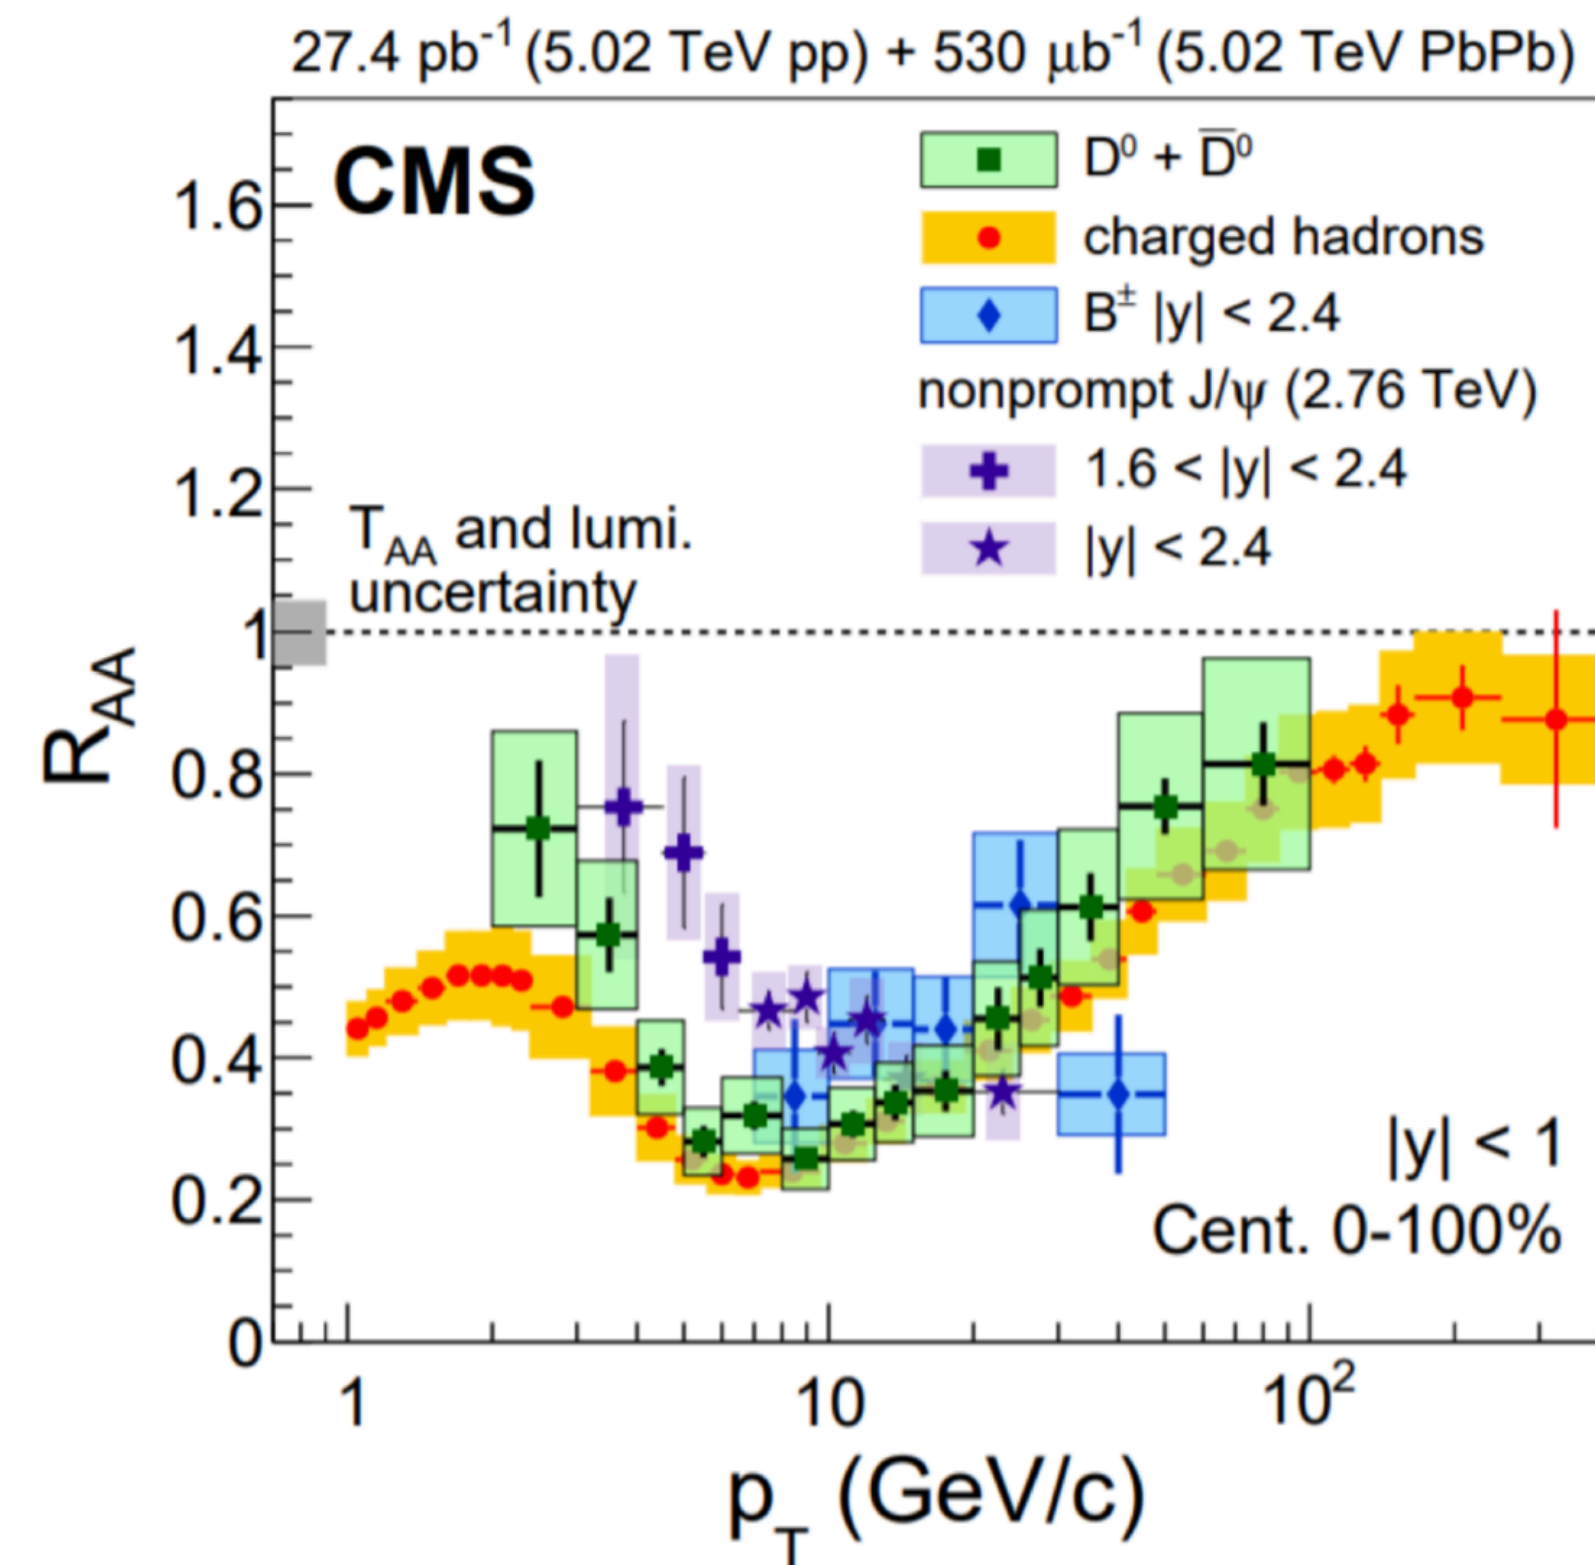 27.4 pb⁻¹ (5.02 TeV pp) + 530 μb⁻¹ (5.02 TeV PbPb)
CMS
D⁰ + D̅⁰
charged hadrons
B± |y| < 2.4
nonprompt J/ψ (2.76 TeV)
1.6 < |y| < 2.4
|y| < 2.4
T_AA and lumi.
uncertainty
R_AA
1.6
1.4
1.2
1
0.8
0.6
0.4
0.2
0
|y| < 1
Cent. 0-100%
1 10 10²
p_T (GeV/c)